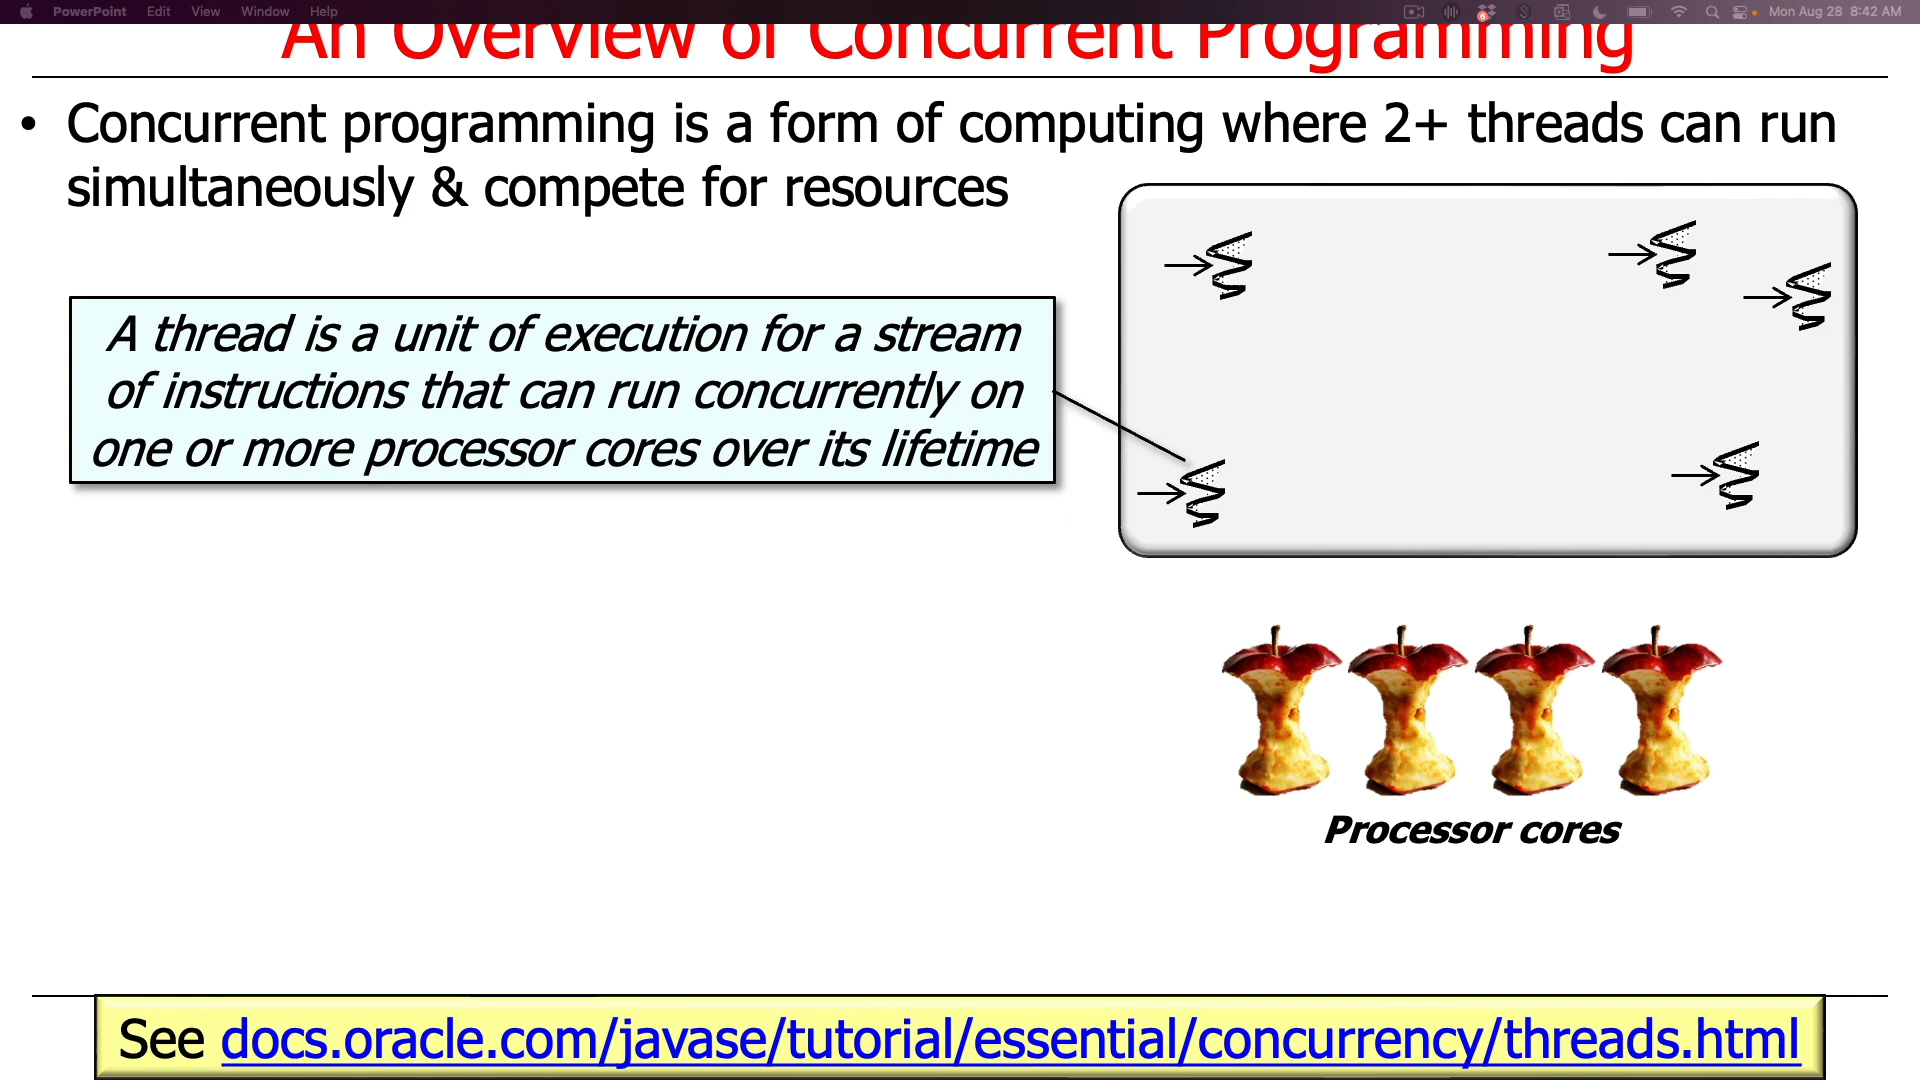 PowerPoint Edit View Window Help
6
Mon Aug 28 8:42 AM
An Overview of Concurrent Programming
• Concurrent programming is a form of computing where 2+ threads can run
simultaneously & compete for resources
A thread is a unit of execution for a stream
of instructions that can run concurrently on
one or more processor cores over its lifetime
Processor cores
See docs.oracle.com/javase/tutorial/essential/concurrency/threads.html